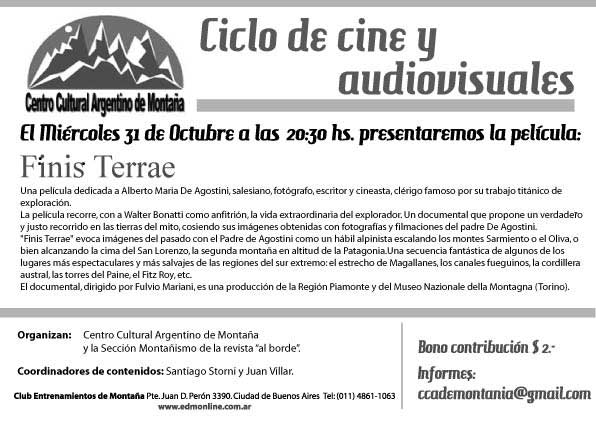 Ciclo de cine y
audiovisuales
Centro Cultural Argentino de Montaña
El Miércoles 31 de Octubre a las 20:30 hs. presentaremos la película:
Finis Terrae
Una película dedicada a Alberto Maria De Agostini, salesiano, fotógrafo, escritor y cineasta, clérigo famoso por su trabajo titánico de
exploración.
La película recorre, con a Walter Bonatti como anfitrión, la vida extraordinaria del explorador. Un documental que propone un verdadero
y justo recorrido en las tierras del mito, cosiendo sus imágenes obtenidas con fotografías y filmaciones del padre De Agostini.
"Finis Terrae" evoca imágenes del pasado con el Padre de Agostini como un hábil alpinista escalando los montes Sarmiento o el Oliva, o
bien alcanzando la cima del San Lorenzo, la segunda montaña en altitud de la Patagonia.Una secuencia fantástica de algunos de los
lugares más espectaculares y más salvajes de las regiones del sur extremo: el estrecho de Magallanes, los canales fueguinos, la cordillera
austral, las torres del Paine, el Fitz Roy, etc.
El documental, dirigido por Fulvio Mariani, es una producción de la Región Piamonte y del Museo Nazionale della Montagna (Torino).
Organizan: Centro Cultural Argentino de Montaña
y la Sección Montañismo de la revista "al borde".
Coordinadores de contenidos: Santiago Storni y Juan Villar.
Club Entrenamientos de Montaña Pte. Juan D. Perón 3390. Ciudad de Buenos Aires Tel: (011) 4861-1063
www.edmonline.com.ar
Bono contribución $ 2.-
Informes:
ccademontania@gmail.com